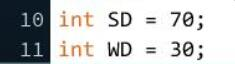 10 int SD = 70;
11 int WD = 30;